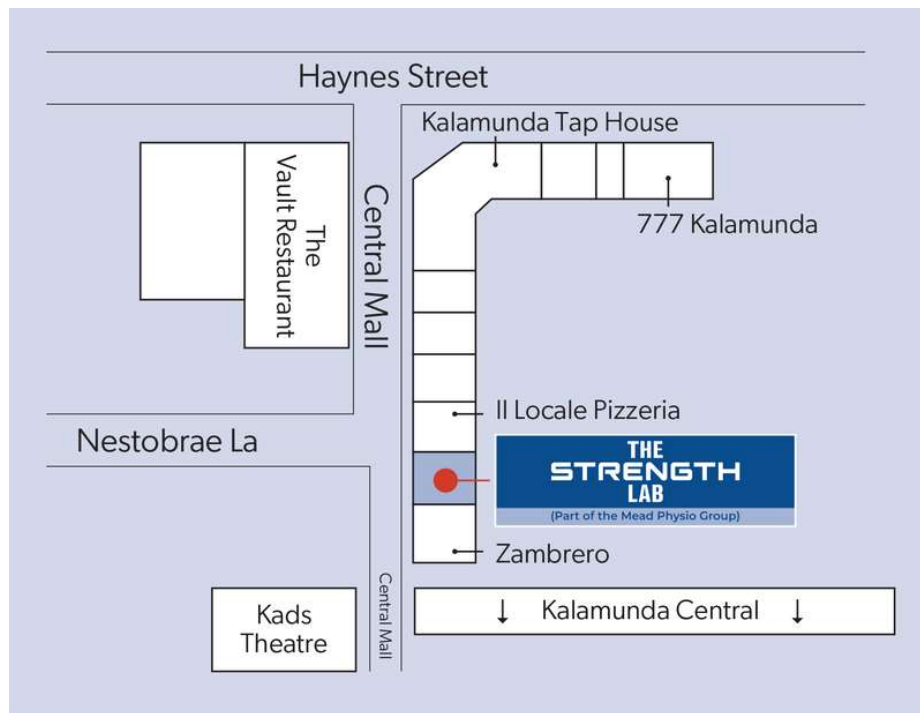 Haynes Street
Kalamunda Tap House
The
Vault Restaurant
Central Mall
777 Kalamunda
Il Locale Pizzeria
Nestobrae La
THE
STRENGTH
LAB
(Part of the Mead Physio Group)
Zambrero
Central Mall
Kads
Theatre
↓ Kalamunda Central ↓